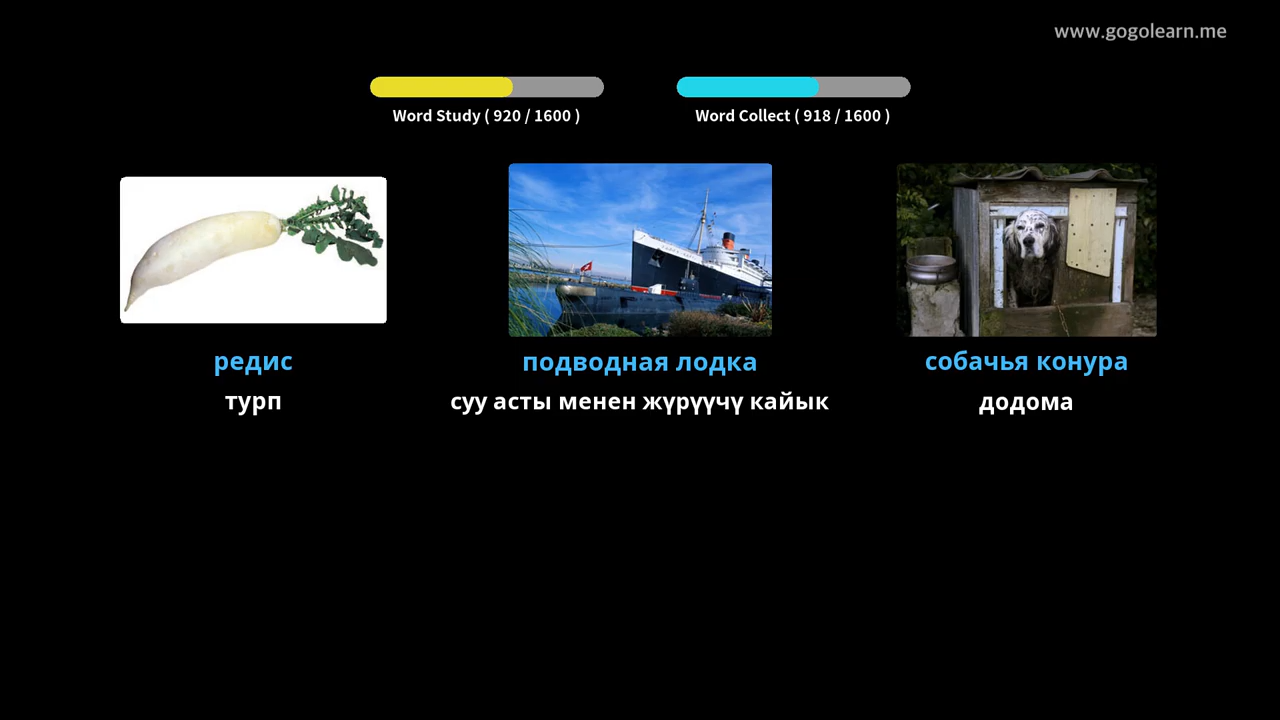 www.gogolearn.me
Word Study ( 920 / 1600 )
Word Collect ( 918 / 1600 )
редис
подводная лодка
собачья конура
турп
суу асты менен жүрүүчү кайык
додома